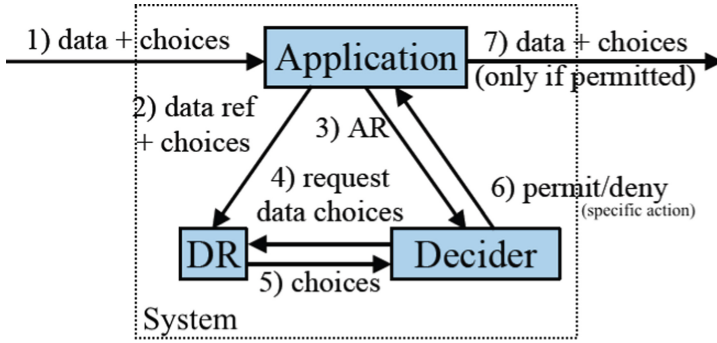 1) data + choices
Application
7) data + choices
(only if permitted)
2) data ref
+ choices
3) AR
4) request
data choices
6) permit/deny
(specific action)
DR
Decider
5) choices
System